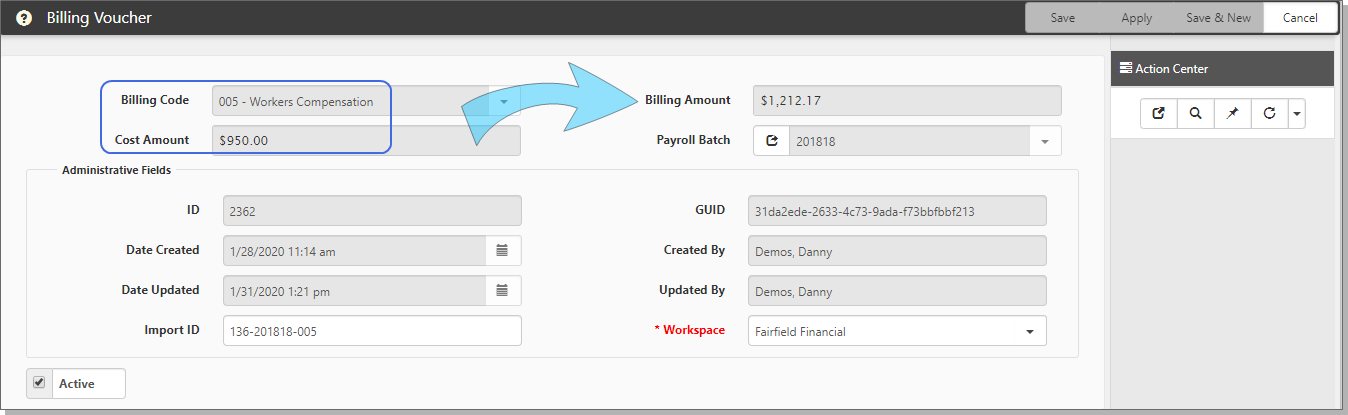 Billing Voucher
Save Apply Save & New Cancel
Action Center
Billing Code 005 - Workers Compensation Billing Amount $1,212.17
Cost Amount $950.00 Payroll Batch 201818
Administrative Fields
ID 2362 GUID 31da2ede-2633-4c73-9ada-f73bbfbbf213
Date Created 1/28/2020 11:14 am Created By Demos, Danny
Date Updated 1/31/2020 1:21 pm Updated By Demos, Danny
Import ID 136-201818-005 * Workspace Fairfield Financial
Active